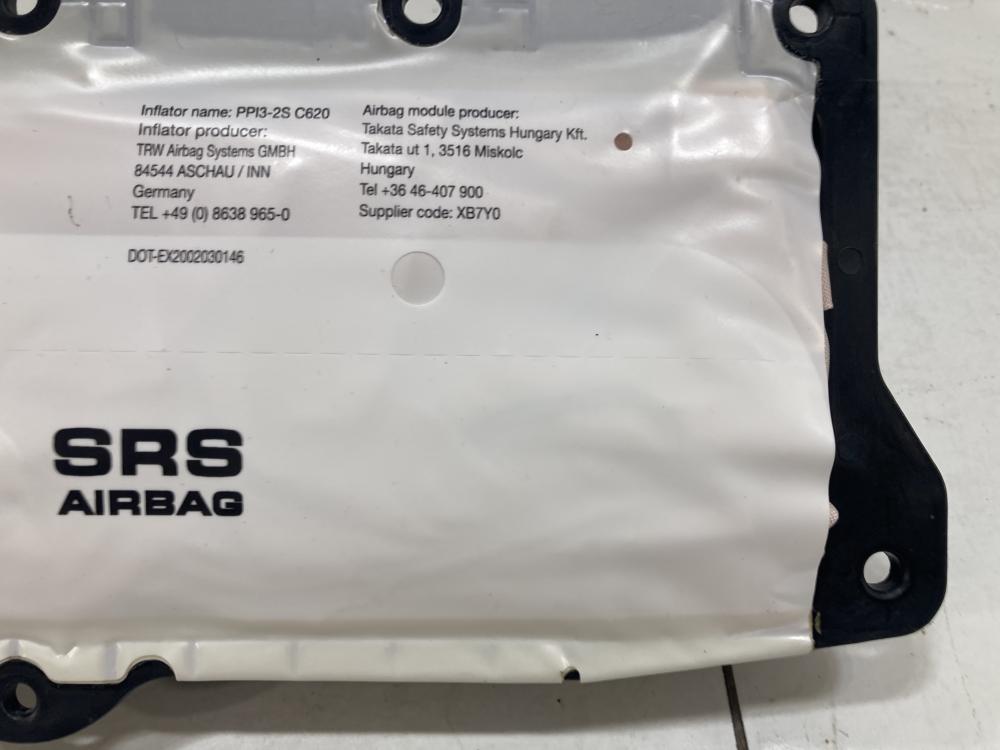 Inflator name: PPI3-2S C620
Inflator producer:
TRW Airbag Systems GMBH
84544 ASCHAU / INN
Germany
TEL +49 (0) 8638 965-0
DOT-EX2002030146
Airbag module producer:
Takata Safety Systems Hungary Kft.
Takata ut 1, 3516 Miskolc
Hungary
Tel +36 46-407 900
Supplier code: XB7Y0
SRS
AIRBAG